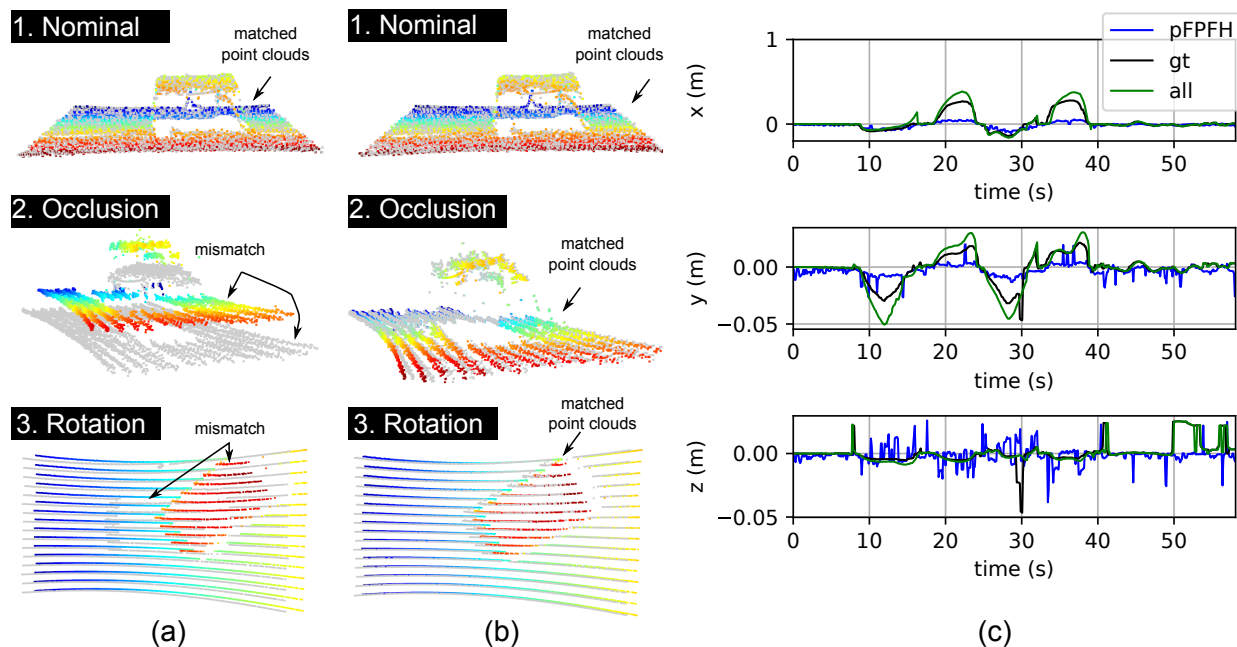 1. Nominal
matched
point clouds
2. Occlusion
mismatch
3. Rotation
mismatch
(a)
1. Nominal
matched
point clouds
2. Occlusion
matched
point clouds
3. Rotation
matched
point clouds
(b)
pFPFH
gt
all
x (m)
1
0
0 10 20 30 40 50
time (s)
y (m)
0.00
−0.05
0 10 20 30 40 50
time (s)
z (m)
0.00
−0.05
0 10 20 30 40 50
time (s)
(c)